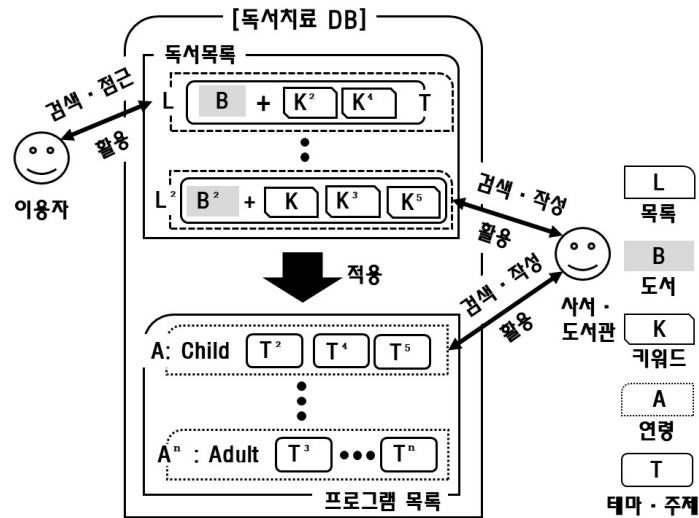 [독서치료 DB]
독서목록
검색・접근
활용
이용자
L B + K² K⁴ T
L² B² + K K³ K⁵
검색・작성
활용
적용
검색・작성
활용
사서・
도서관
A: Child T² T⁴ T⁵
Aⁿ : Adult T³ Tⁿ
프로그램 목록
L
목록
B
도서
K
키워드
A
연령
T
테마・주제